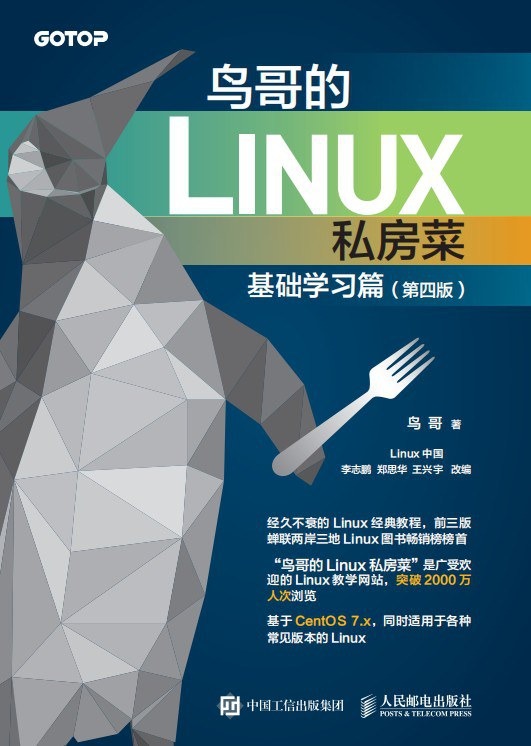 GOTOP
鸟哥的
LINUX
私房菜
基础学习篇（第四版）
鸟 哥 著
Linux 中国
李志鹏 郑思华 王兴宇 改编
经久不衰的 Linux 经典教程，前三版
蝉联两岸三地 Linux 图书畅销榜榜首
“鸟哥的 Linux 私房菜”是广受欢
迎的 Linux 教学网站，突破 2000 万
人次浏览
基于 CentOS 7.x，同时适用于各种
常见版本的 Linux
中国工信出版集团
人民邮电出版社
POSTS & TELECOM PRESS